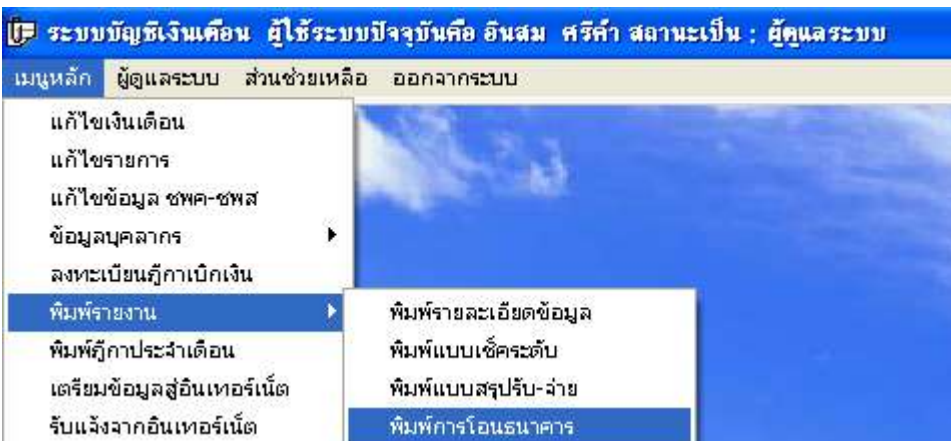 ระบบบัญชีเงินเดือน ผู้ใช้ระบบปัจจุบันคือ อินสม ศรีคำ สถานะเป็น : ผู้ดูแลระบบ
เมนูหลัก ผู้ดูแลระบบ ส่วนช่วยเหลือ ออกจากระบบ
แก้ไขเงินเดือน
แก้ไขรายการ
แก้ไขข้อมูล ชพค-ชพส
ข้อมูลบุคลากร
ลงทะเบียนฎีกาเบิกเงิน
พิมพ์รายงาน
พิมพ์ฎีกาประจำเดือน
เตรียมข้อมูลสู่อินเทอร์เน็ต
รับแจ้งจากอินเทอร์เน็ต
พิมพ์รายละเอียดข้อมูล
พิมพ์แบบเช็คระดับ
พิมพ์แบบสรุปรับ-จ่าย
พิมพ์การโอนธนาคาร